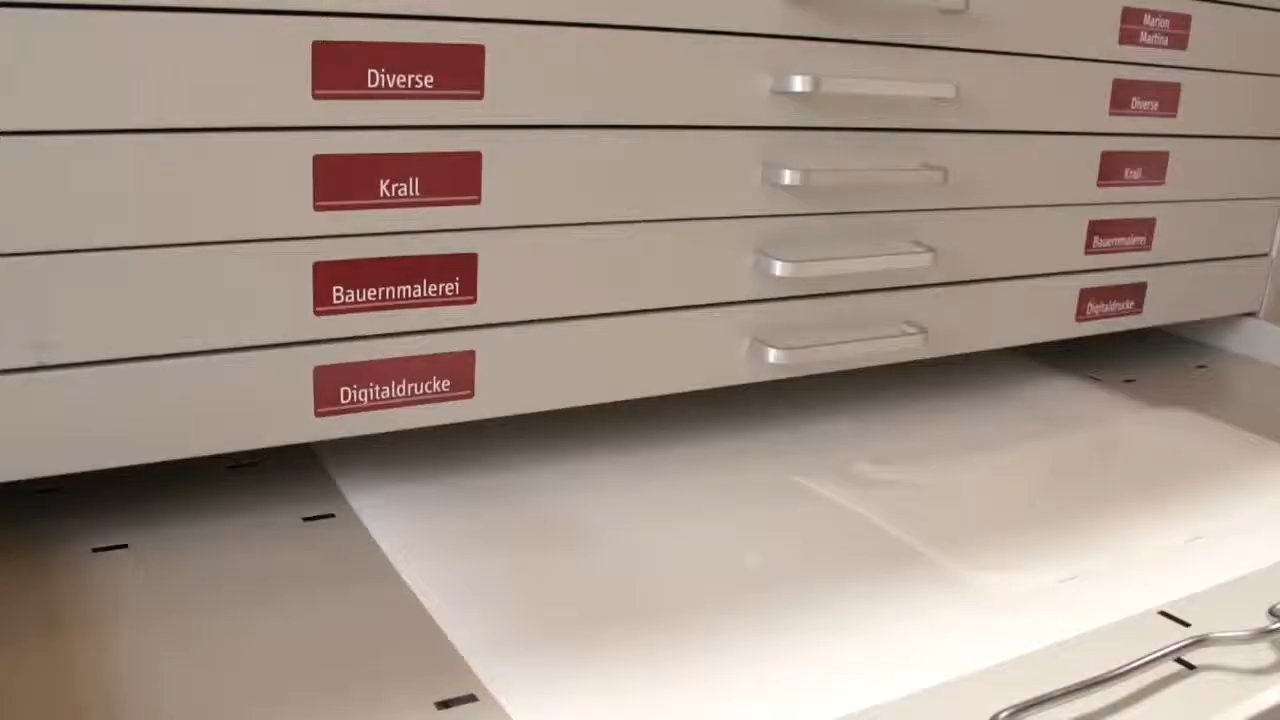 Marion
Martina
Diverse
Diverse
Krall
Krall
Bauernmalerei
Bauernmalerei
Digitaldrucke
Digitaldrucke